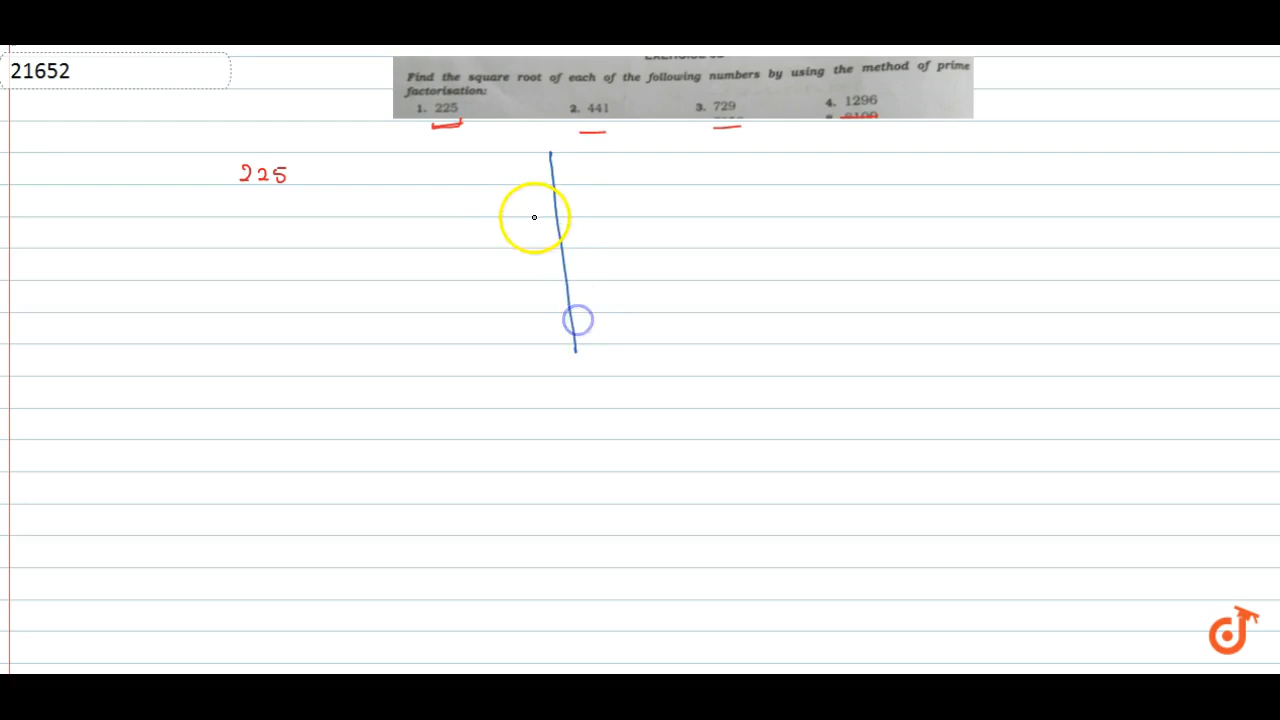 21652
Find the square root of each of the following numbers by using the method of prime
factorisation:
1. 225 2. 441 3. 729 4. 1296
225